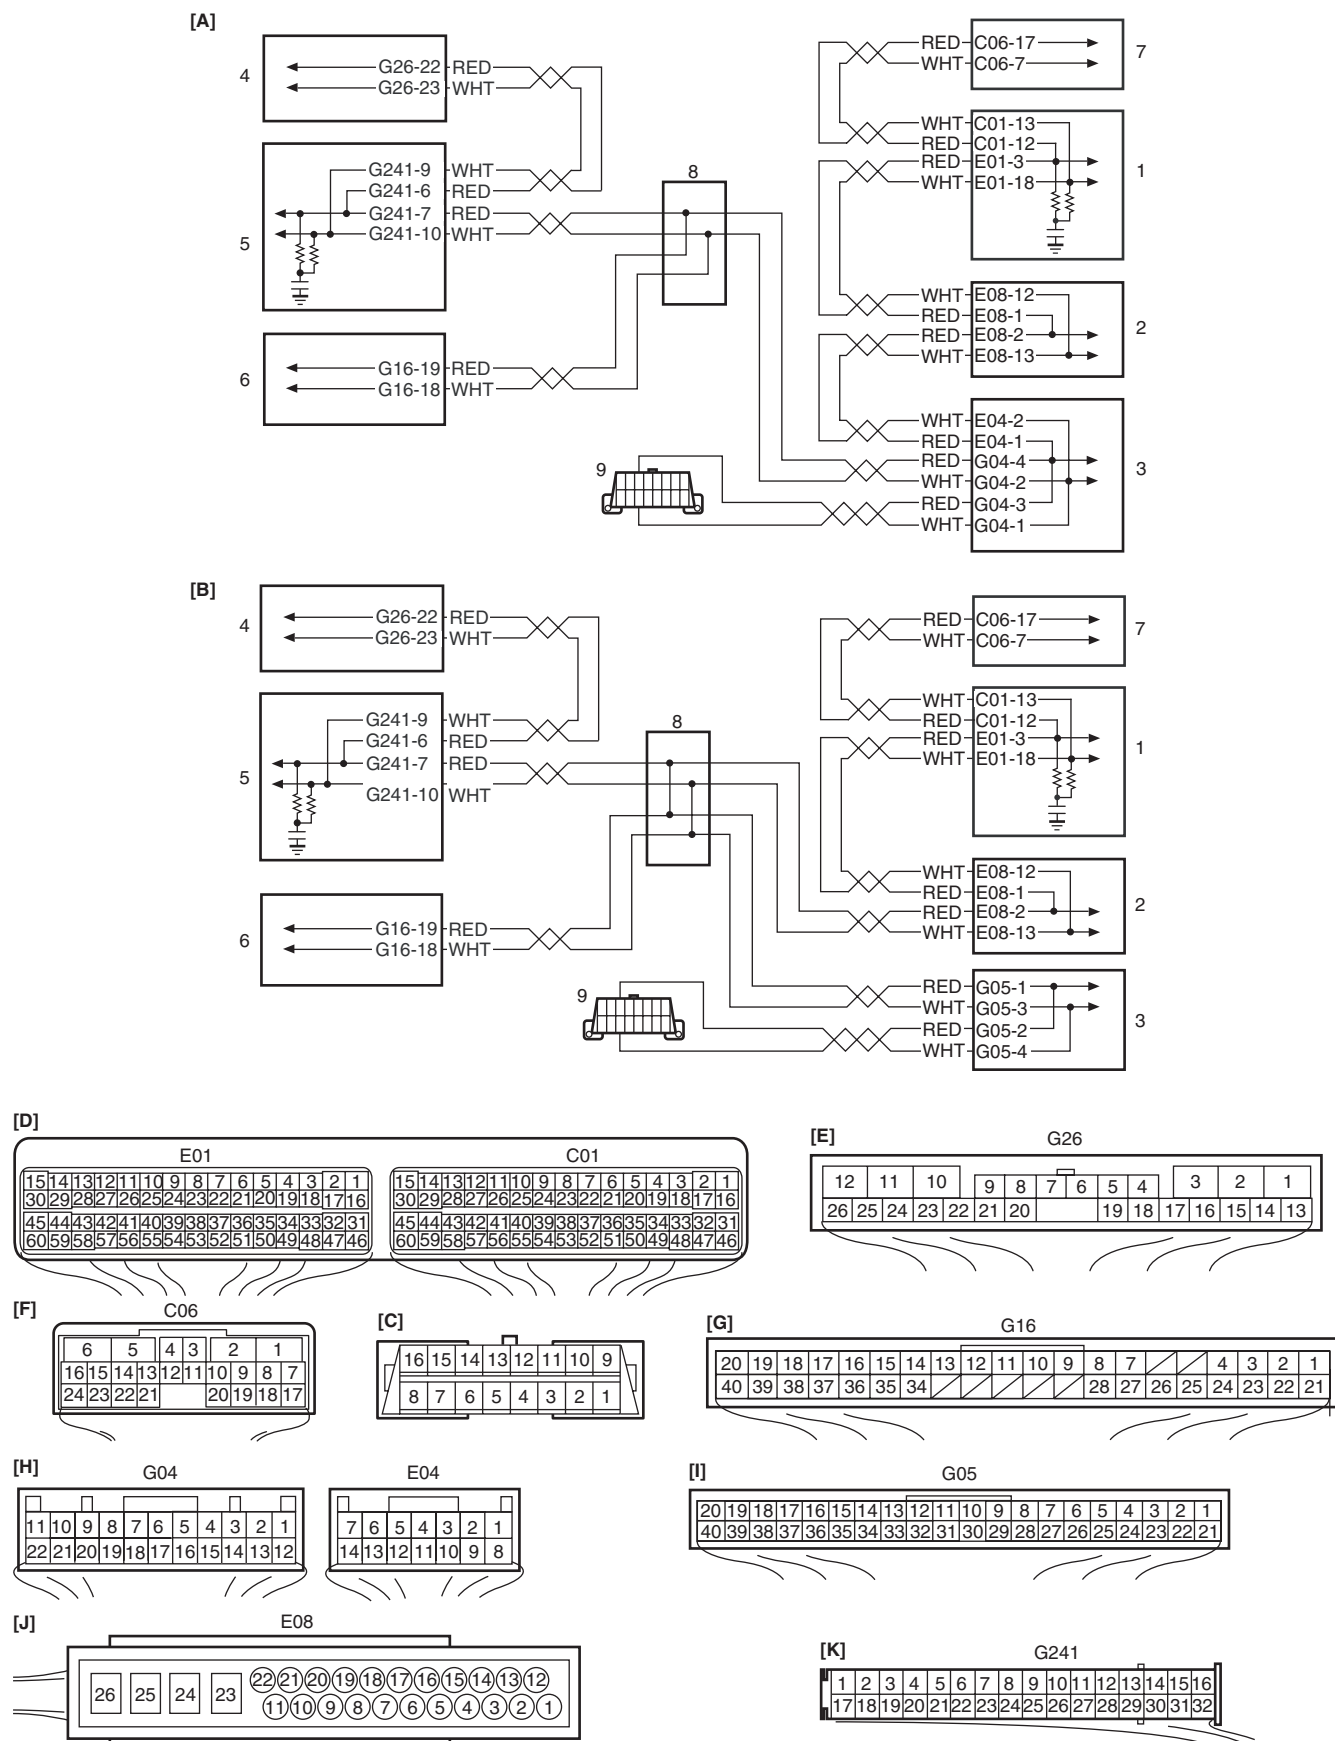 [A]
4
G26-22 RED
G26-23 WHT
5
G241-9 WHT
G241-6 RED
G241-7 RED
G241-10 WHT
6
G16-19 RED
G16-18 WHT
8
9
RED C06-17
WHT C06-7
7
WHT C01-13
RED C01-12
RED E01-3
WHT E01-18
1
WHT E08-12
RED E08-1
RED E08-2
WHT E08-13
2
WHT E04-2
RED E04-1
RED G04-4
WHT G04-2
RED G04-3
WHT G04-1
3
[B]
4
G26-22 RED
G26-23 WHT
5
G241-9 WHT
G241-6 RED
G241-7 RED
G241-10 WHT
6
G16-19 RED
G16-18 WHT
8
9
RED C06-17
WHT C06-7
7
WHT C01-13
RED C01-12
RED E01-3
WHT E01-18
1
WHT E08-12
RED E08-1
RED E08-2
WHT E08-13
2
RED G05-1
WHT G05-3
RED G05-2
WHT G05-4
3
[D]
E01
15 14 13 12 11 10 9 8 7 6 5 4 3 2 1
30 29 28 27 26 25 24 23 22 21 20 19 18 17 16
45 44 43 42 41 40 39 38 37 36 35 34 33 32 31
60 59 58 57 56 55 54 53 52 51 50 49 48 47 46
C01
15 14 13 12 11 10 9 8 7 6 5 4 3 2 1
30 29 28 27 26 25 24 23 22 21 20 19 18 17 16
45 44 43 42 41 40 39 38 37 36 35 34 33 32 31
60 59 58 57 56 55 54 53 52 51 50 49 48 47 46
[E]
G26
12 11 10 9 8 7 6 5 4 3 2 1
26 25 24 23 22 21 20 19 18 17 16 15 14 13
[F]
C06
6 5 4 3 2 1
16 15 14 13 12 11 10 9 8 7
24 23 22 21 20 19 18 17
[C]
16 15 14 13 12 11 10 9
8 7 6 5 4 3 2 1
[G]
G16
20 19 18 17 16 15 14 13 12 11 10 9 8 7 4 3 2 1
40 39 38 37 36 35 34 28 27 26 25 24 23 22 21
[H]
G04
11 10 9 8 7 6 5 4 3 2 1
22 21 20 19 18 17 16 15 14 13 12
E04
7 6 5 4 3 2 1
14 13 12 11 10 9 8
[I]
G05
20 19 18 17 16 15 14 13 12 11 10 9 8 7 6 5 4 3 2 1
40 39 38 37 36 35 34 33 32 31 30 29 28 27 26 25 24 23 22 21
[J]
E08
26 25 24 23
22 21 20 19 18 17 16 15 14 13 12
11 10 9 8 7 6 5 4 3 2 1
[K]
G241
1 2 3 4 5 6 7 8 9 10 11 12 13 14 15 16
17 18 19 20 21 22 23 24 25 26 27 28 29 30 31 32